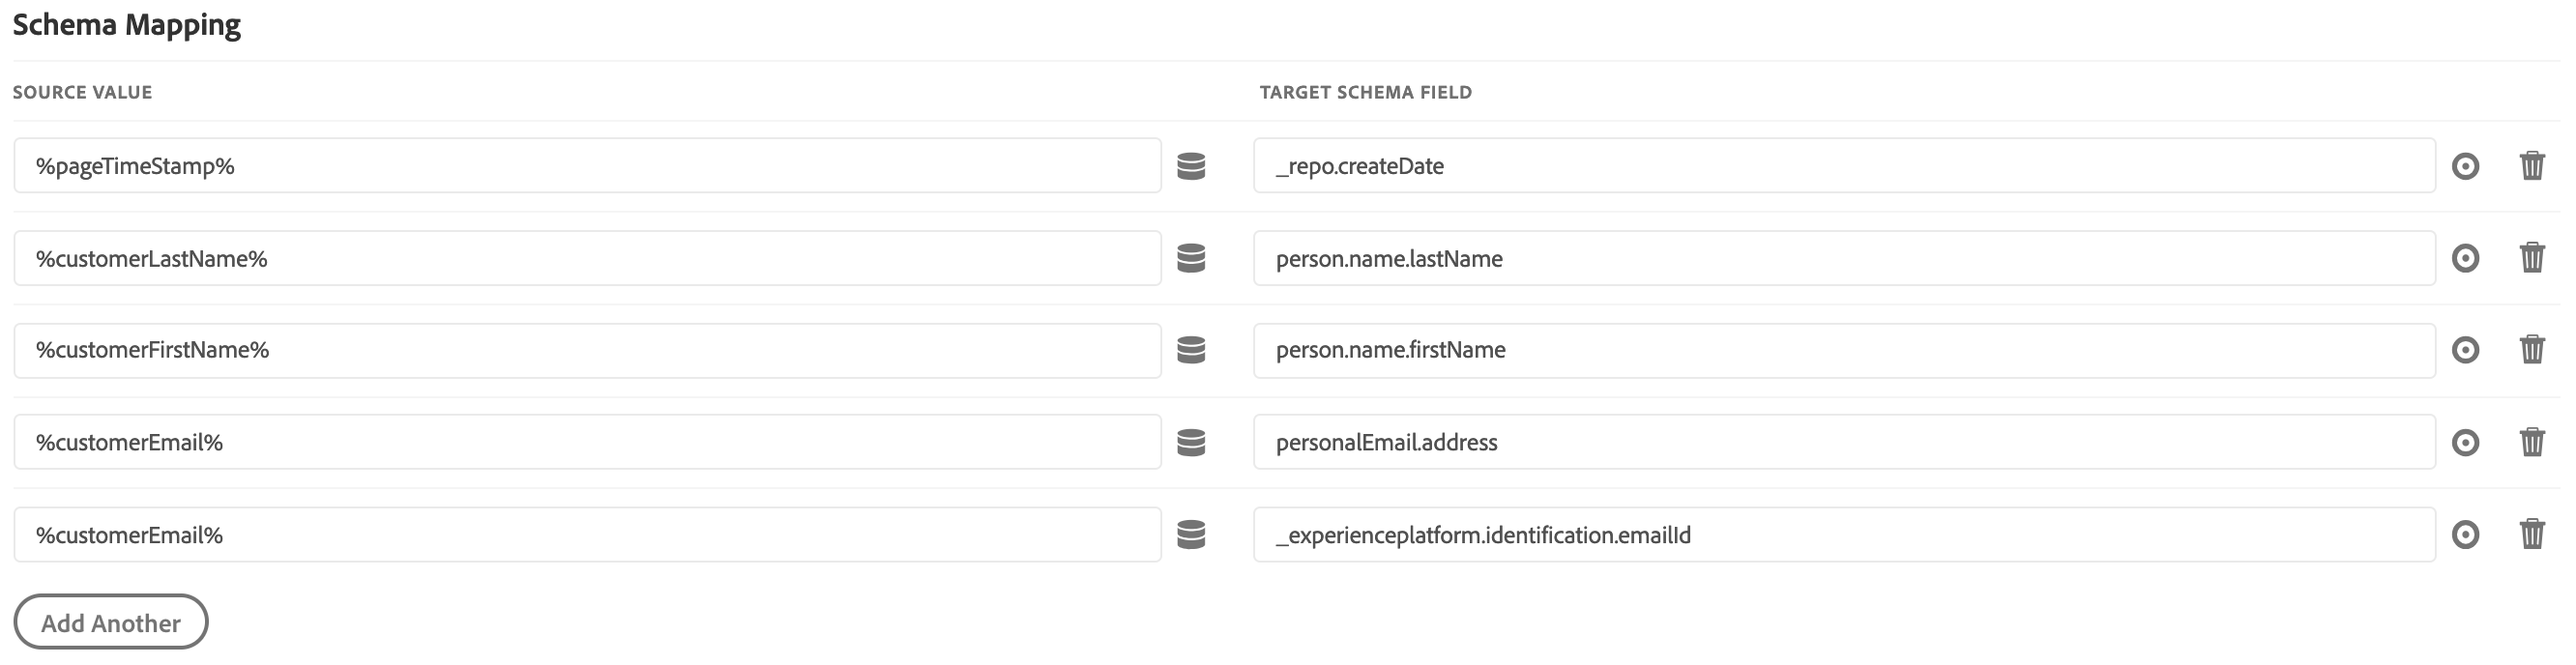 Schema Mapping
SOURCE VALUE TARGET SCHEMA FIELD
%pageTimeStamp% _repo.createDate
%customerLastName% person.name.lastName
%customerFirstName% person.name.firstName
%customerEmail% personalEmail.address
%customerEmail% _experienceplatform.identification.emailId
Add Another